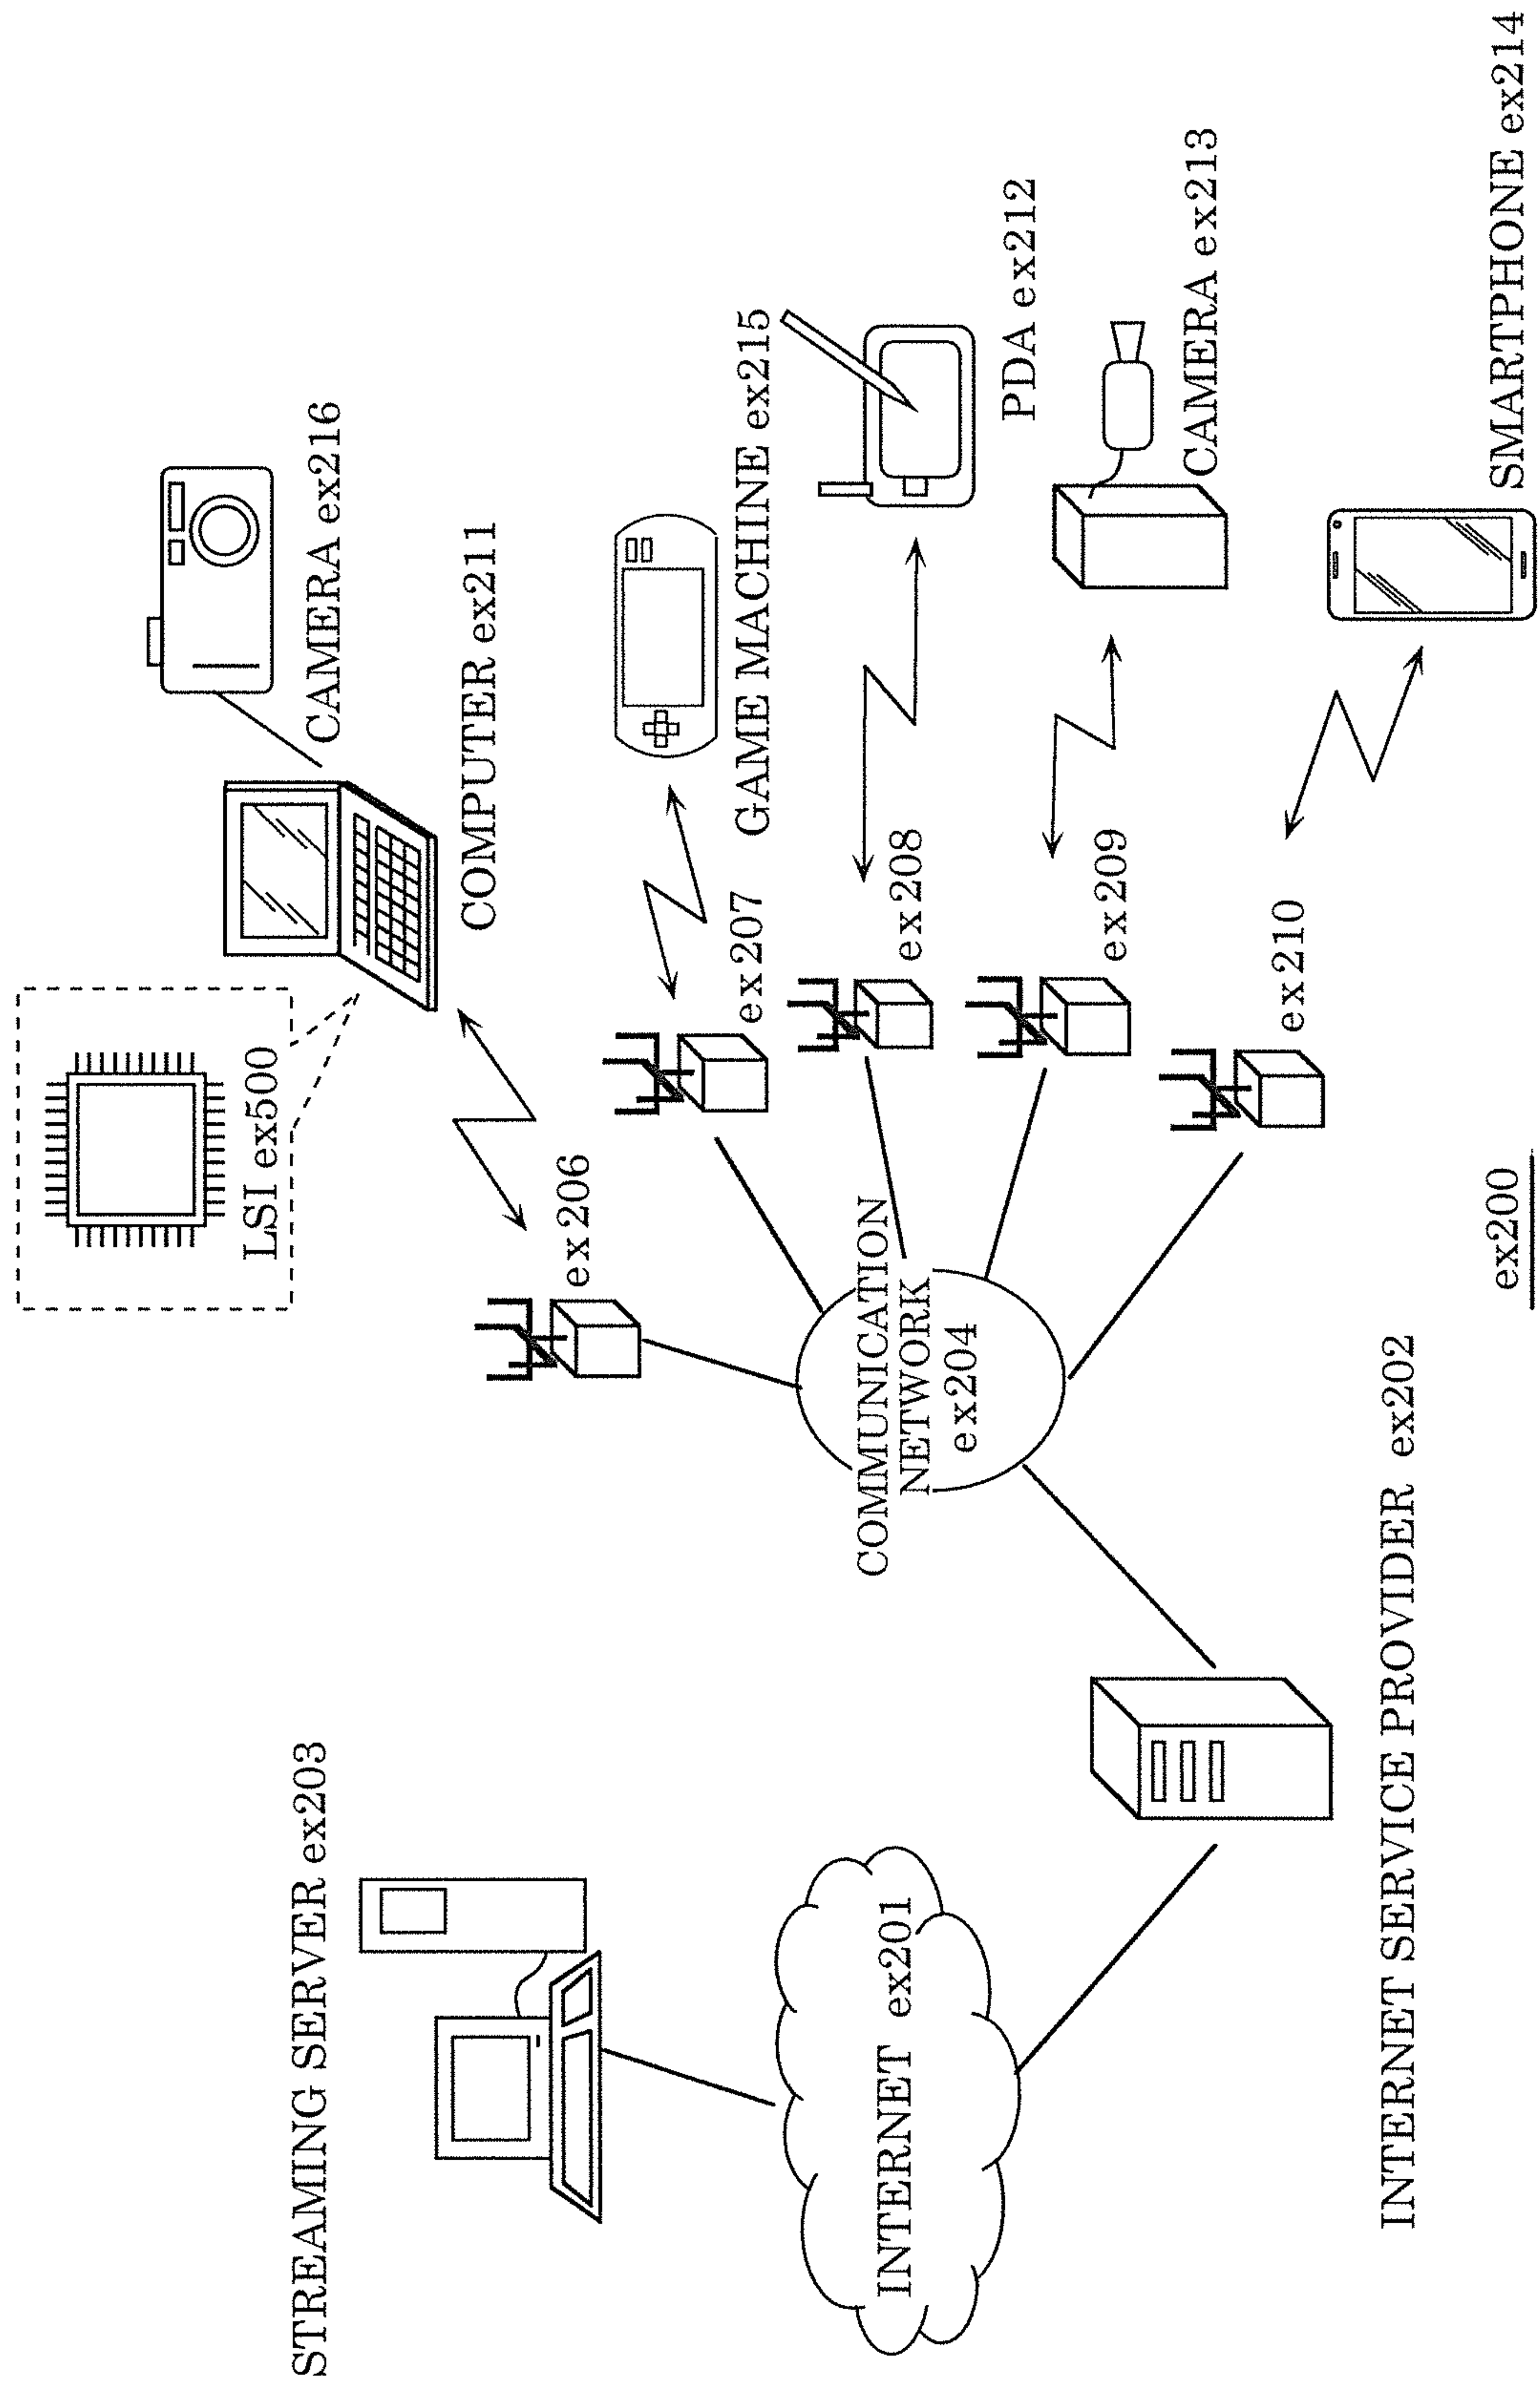 STREAMING SERVER ex203
INTERNET ex201
INTERNET SERVICE PROVIDER ex202
COMMUNICATION
NETWORK
ex204
LSI ex500
ex206
ex207
ex208
ex209
ex210
CAMERA ex216
COMPUTER ex211
GAME MACHINE ex215
PDA ex212
CAMERA ex213
SMARTPHONE ex214
ex200